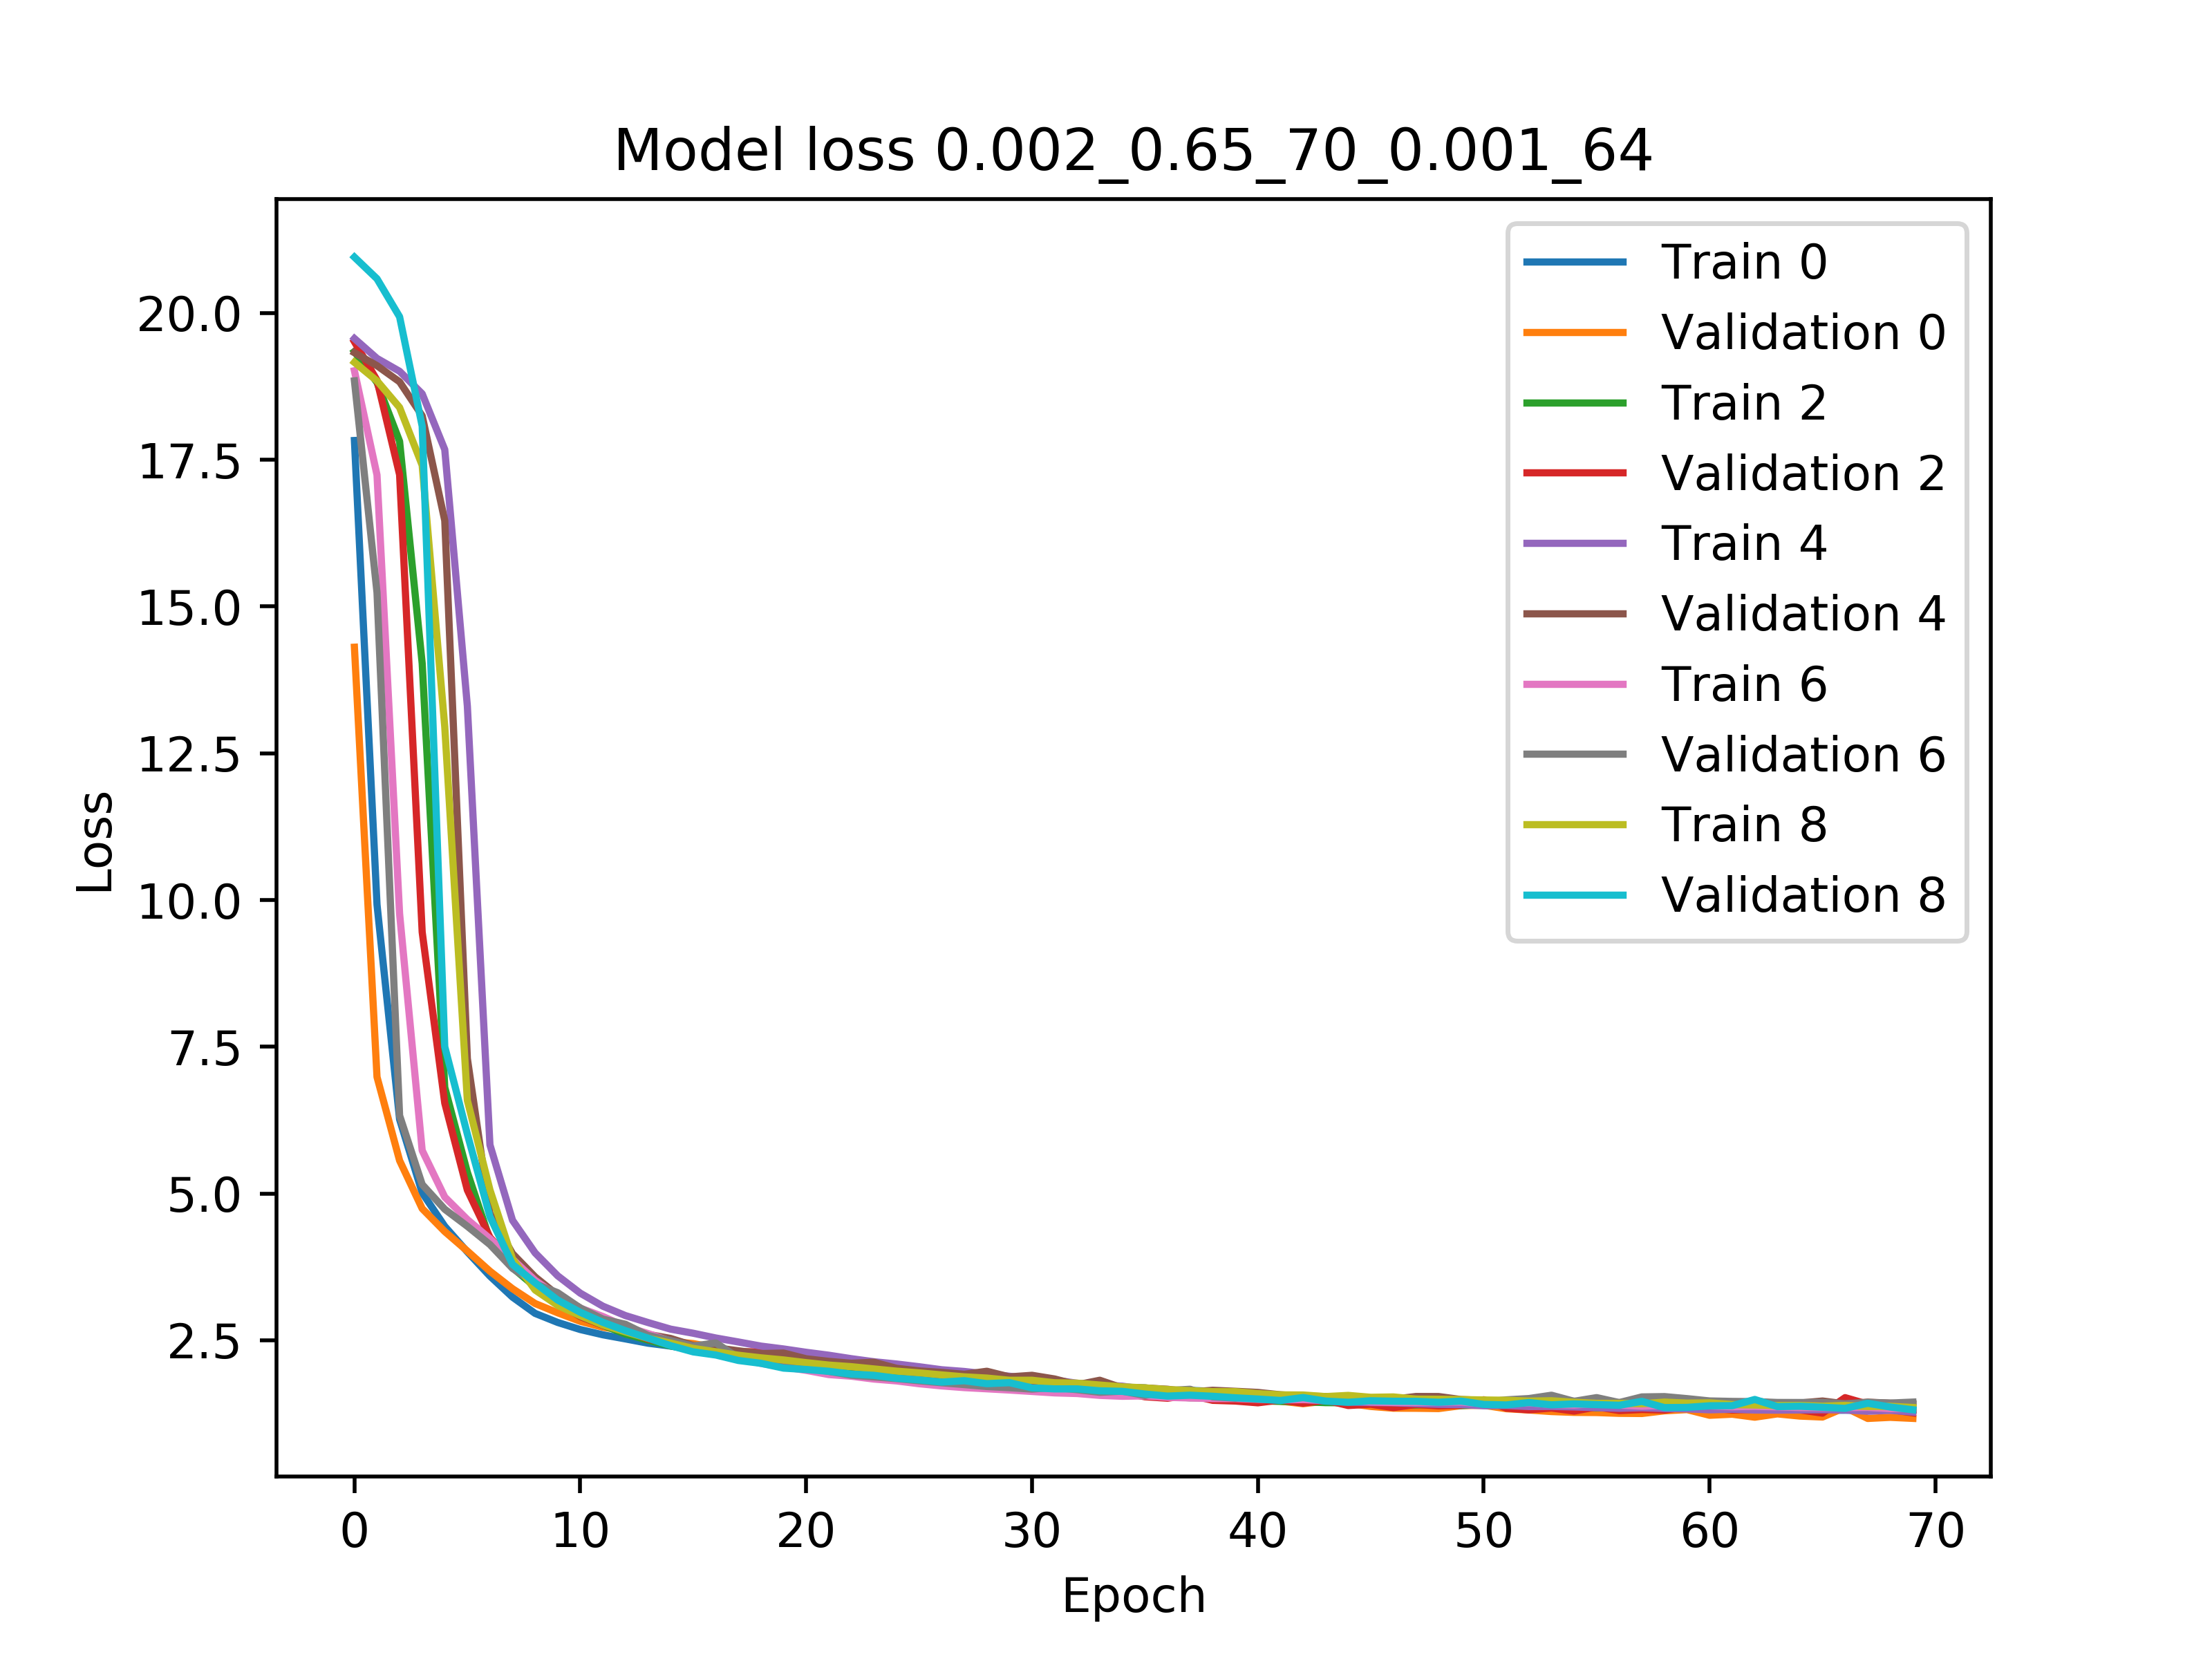 Model loss 0.002_0.65_70_0.001_64
Train 0
Validation 0
Train 2
Validation 2
Train 4
Validation 4
Train 6
Validation 6
Train 8
Validation 8
20.0
17.5
15.0
12.5
10.0
7.5
5.0
2.5
Loss
0 10 20 30 40 50 60 70
Epoch